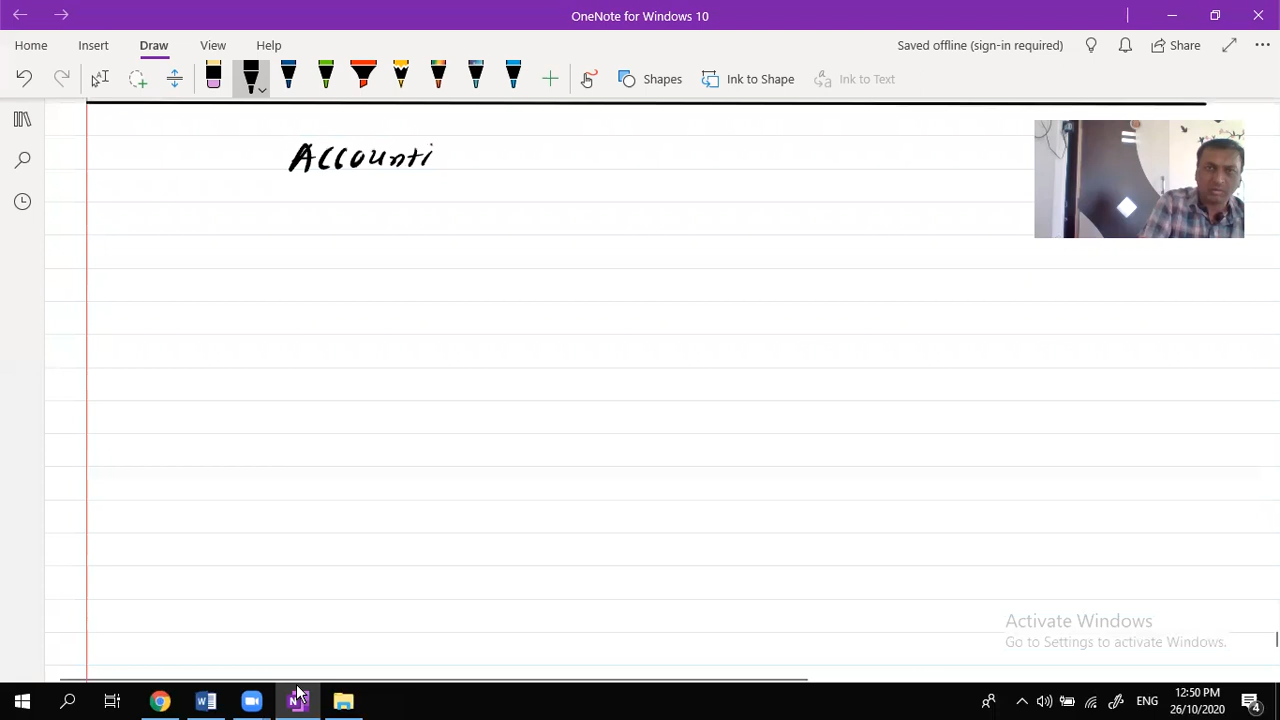 OneNote for Windows 10
Home Insert Draw View Help Saved offline (sign-in required) Share
Shapes Ink to Shape Ink to Text
Accounti
Activate Windows
Go to Settings to activate Windows.
ENG 12:50 PM
26/10/2020 4